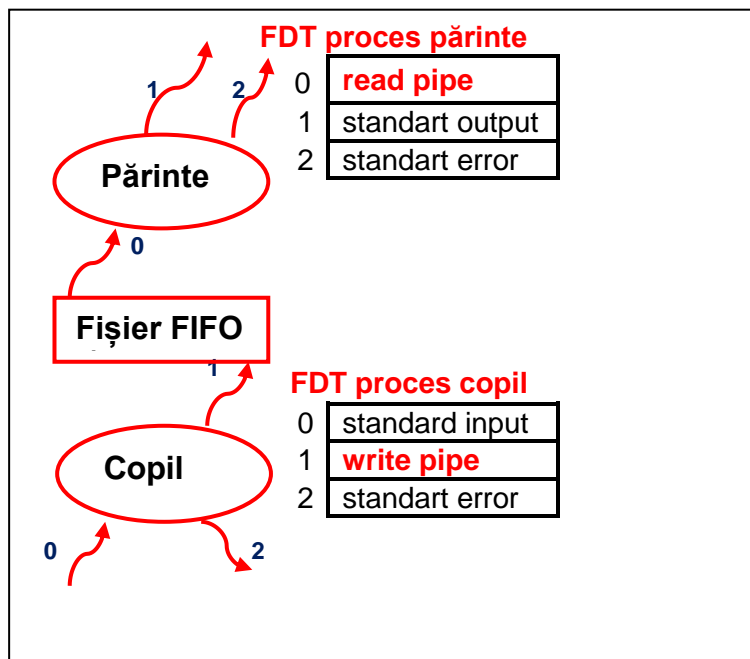 FDT proces părinte
1
2
0 read pipe
1 standart output
2 standart error
Părinte
0
Fișier FIFO
1
FDT proces copil
0 standard input
1 write pipe
2 standart error
Copil
0
2